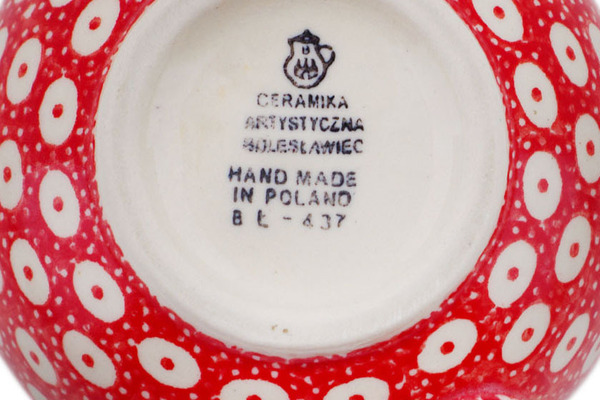 B
CERAMIKA
ARTYSTYCZNA
BOLESŁAWIEC
HAND MADE
IN POLAND
B Ł - 437